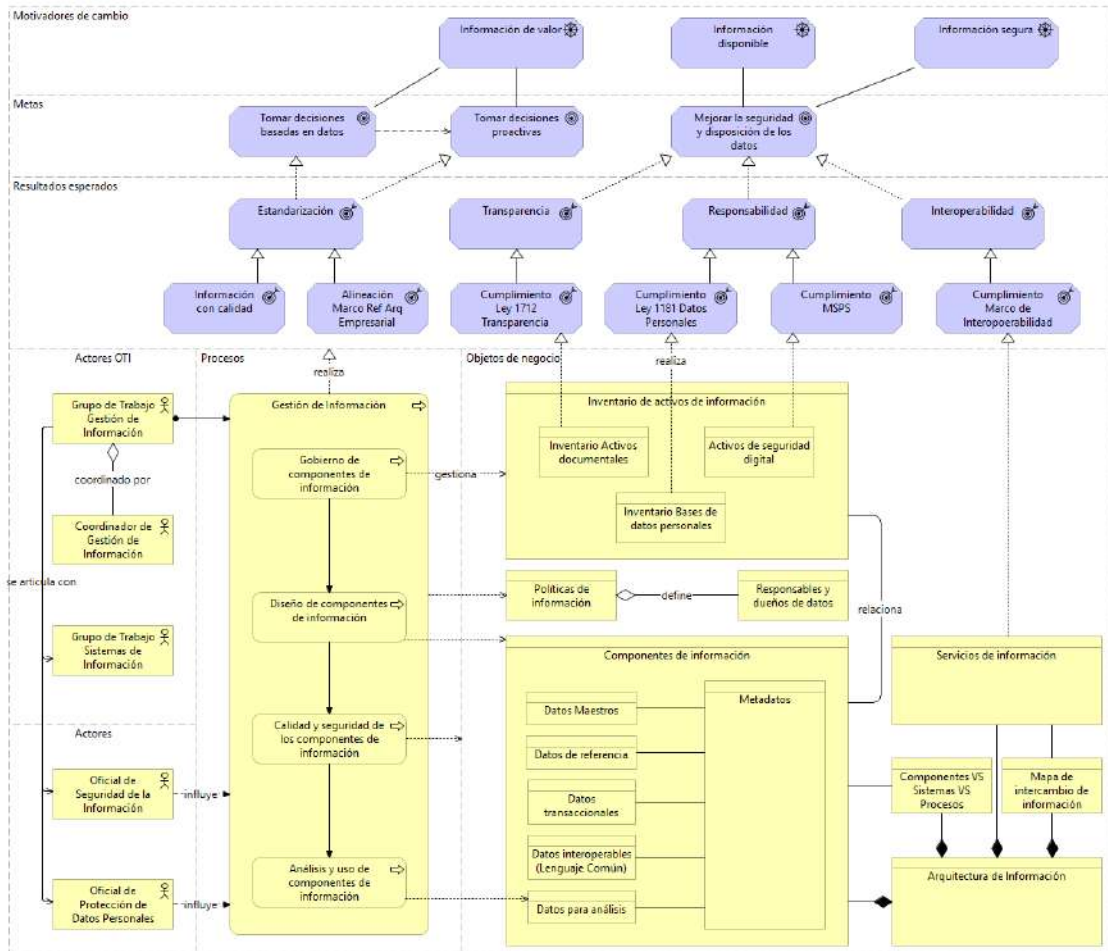 Motivadores de cambio
Información de valor
Información
disponible
Información segura
Metas
Tomar decisiones
basadas en datos
Tomar decisiones
proactivas
Mejorar la seguridad
y disposición de los
datos
Resultados esperados
Estandarización
Transparencia
Responsabilidad
Interoperabilidad
Información
con calidad
Alineación
Marco Ref Arq
Empresarial
Cumplimiento
Ley 1712
Transparencia
Cumplimiento
Ley 1181 Datos
Personales
Cumplimiento
MSPS
Cumplimiento
Marco de
Interopoerabilidad
Actores OTI
Procesos
realiza
Objetos de negocio
realiza
Grupo de Trabajo
Gestión de
Información
coordinado por
Coordinador de
Gestión de
Información
se articula con
Grupo de Trabajo
Sistemas de
Información
Actores
Oficial de
Seguridad de la
Información
influye
Oficial de
Protección de
Datos Personales
influye
Gestión de Información
Gobierno de
componentes de
información
gestiona
Diseño de componentes
de información
Calidad y seguridad de
los componentes de
información
Análisis y uso de
componentes de
información
Inventario de activos de información
Inventario Activos
documentales
Activos de seguridad
digital
Inventario Bases de
datos personales
Políticas de
información
define
Responsables y
dueños de datos
relaciona
Componentes de información
Metadatos
Datos Maestros
Datos de referencia
Datos
transaccionales
Datos interoperables
(Lenguaje Común)
Datos para análisis
Servicios de información
Componentes VS
Sistemas VS
Procesos
Mapa de
intercambio de
información
Arquitectura de Información